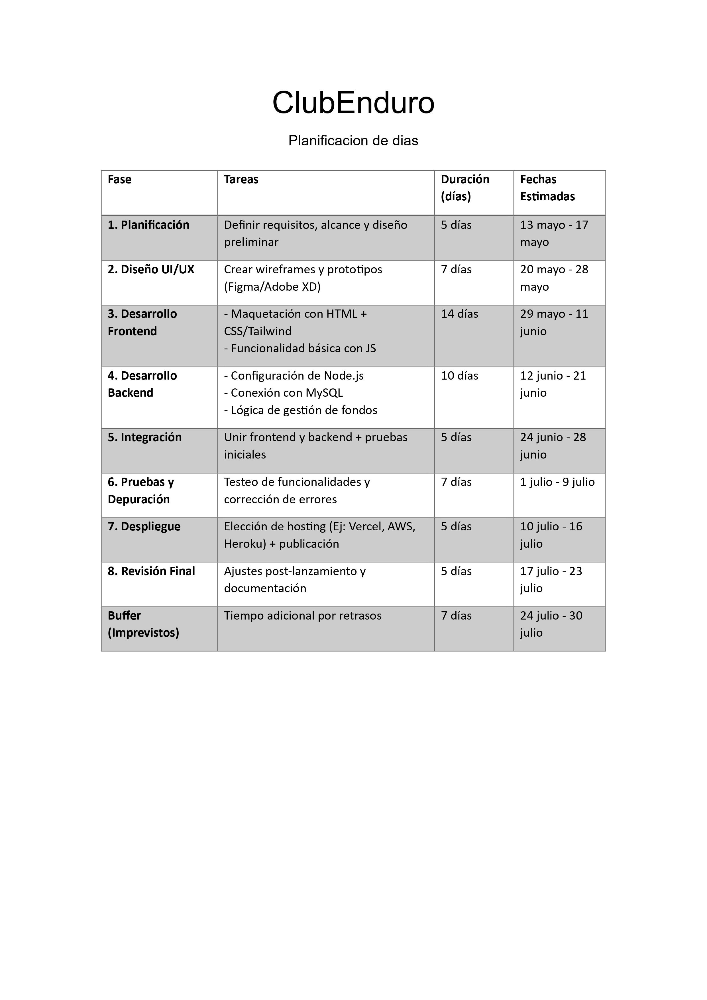 ClubEnduro
Planificacion de dias
Fase
Tareas
Duración
(días)
Fechas
Estimadas
1. Planificación
Definir requisitos, alcance y diseño
preliminar
5 días
13 mayo - 17
mayo
2. Diseño UI/UX
Crear wireframes y prototipos
(Figma/Adobe XD)
7 días
20 mayo - 28
mayo
3. Desarrollo
Frontend
- Maquetación con HTML +
CSS/Tailwind
- Funcionalidad básica con JS
14 días
29 mayo - 11
junio
4. Desarrollo
Backend
- Configuración de Node.js
- Conexión con MySQL
- Lógica de gestión de fondos
10 días
12 junio - 21
junio
5. Integración
Unir frontend y backend + pruebas
iniciales
5 días
24 junio - 28
junio
6. Pruebas y
Depuración
Testeo de funcionalidades y
corrección de errores
7 días
1 julio - 9 julio
7. Despliegue
Elección de hosting (Ej: Vercel, AWS,
Heroku) + publicación
5 días
10 julio - 16
julio
8. Revisión Final
Ajustes post-lanzamiento y
documentación
5 días
17 julio - 23
julio
Buffer
(Imprevistos)
Tiempo adicional por retrasos
7 días
24 julio - 30
julio